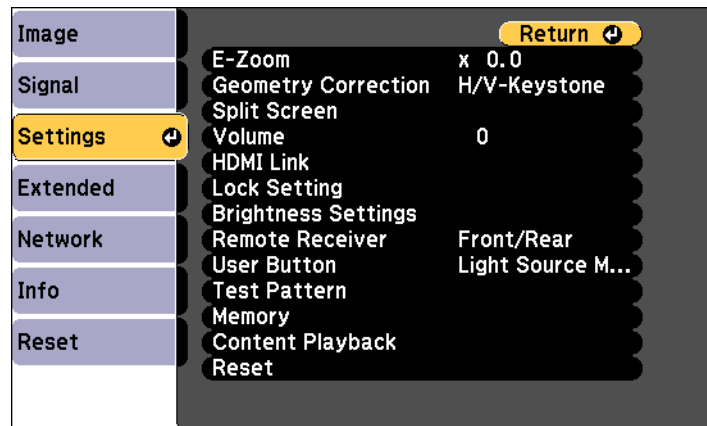 Image
Signal
Settings
Extended
Network
Info
Reset
Return
E-Zoom x 0.0
Geometry Correction H/V-Keystone
Split Screen
Volume 0
HDMI Link
Lock Setting
Brightness Settings
Remote Receiver Front/Rear
User Button Light Source M...
Test Pattern
Memory
Content Playback
Reset